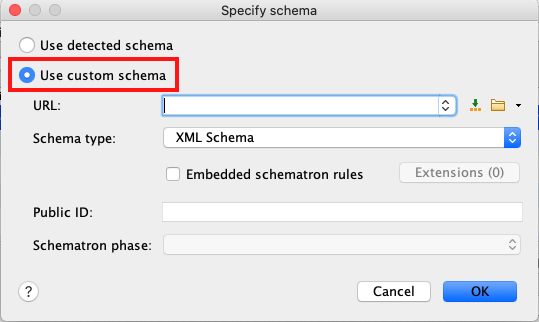 Specify schema
Use detected schema
Use custom schema
URL:
Schema type: XML Schema
Embedded schematron rules Extensions (0)
Public ID:
Schematron phase:
? Cancel OK